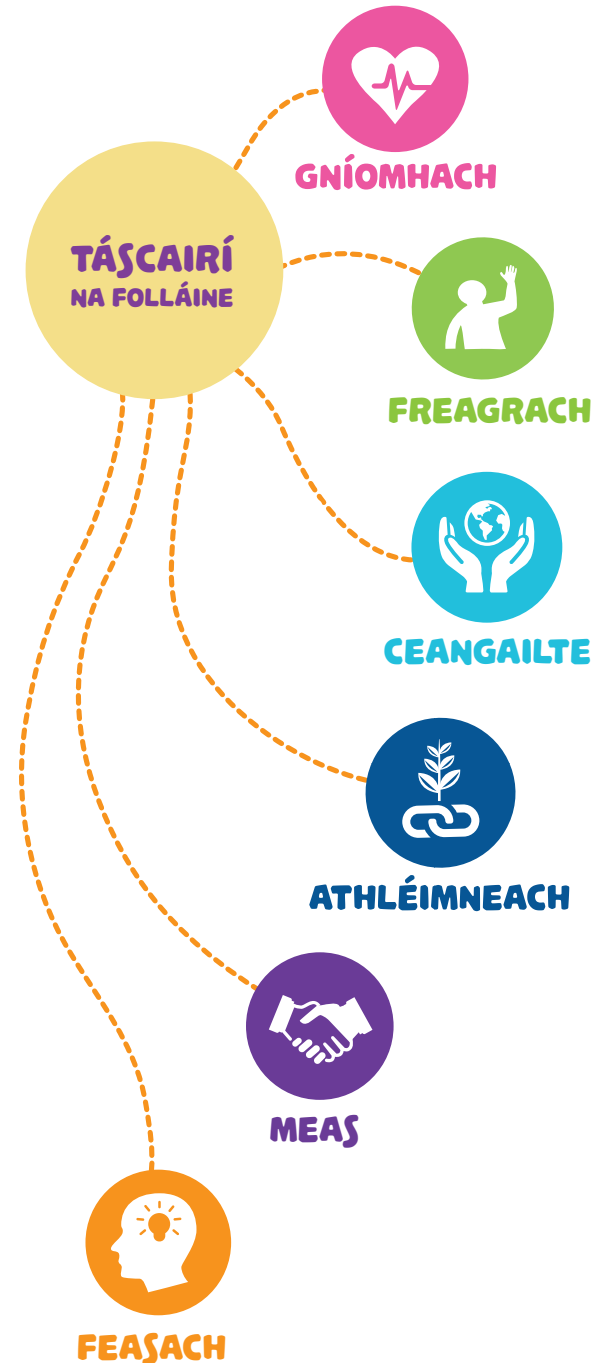 GNÍOMHACH
TÁSCAIRÍ
NA FOLLÁINE
FREAGRACH
CEANGAILTE
ATHLÉIMNEACH
MEAS
FEASACH